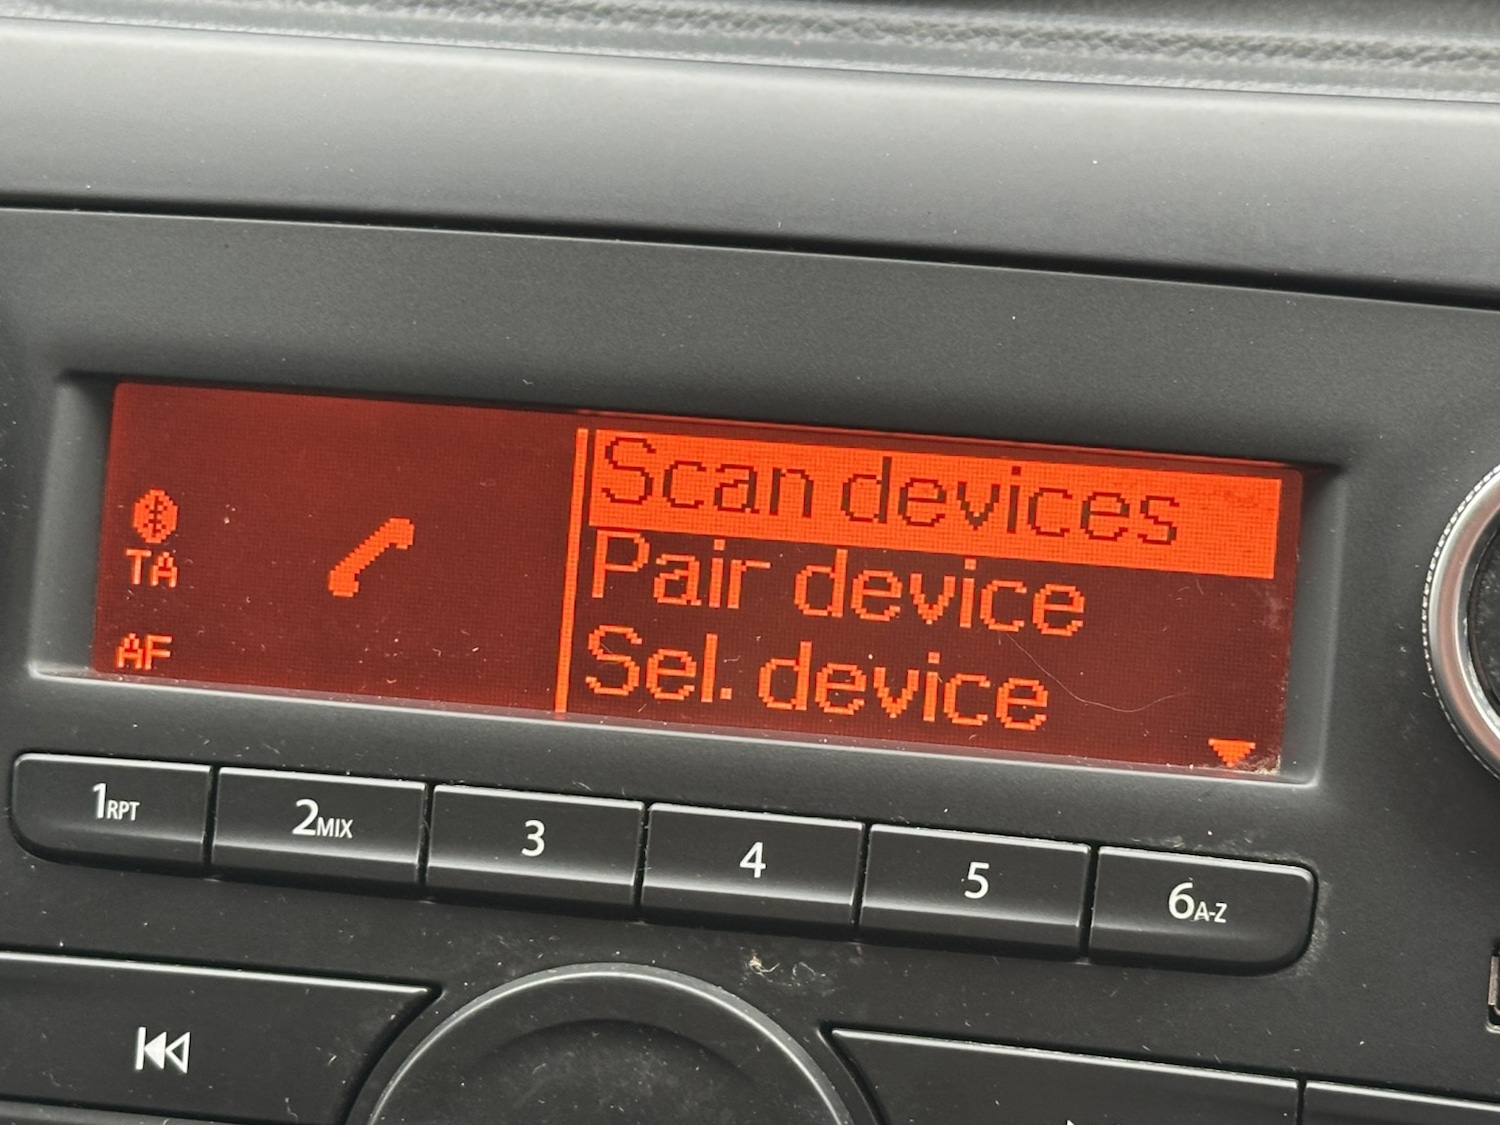 Scan devices
Pair device
Sel. device
TA
AF
1RPT
2MIX
3
4
5
6A-Z